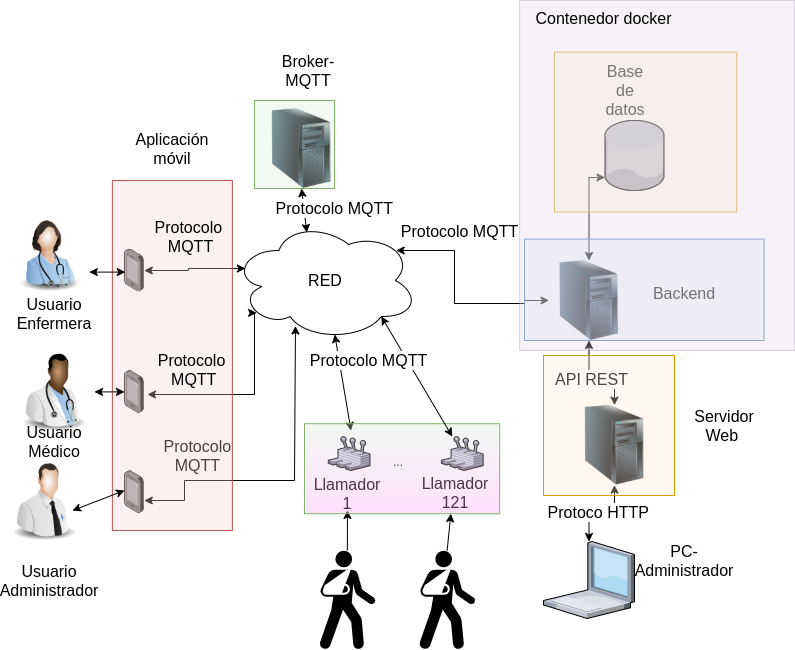 Contenedor docker
Broker-
MQTT
Base
de
datos
Aplicación
móvil
Protocolo MQTT
Protocolo
MQTT
Protocolo MQTT
RED
Backend
Usuario
Enfermera
Protocolo
MQTT
Protocolo MQTT
API REST
Servidor
Web
Usuario
Médico
Protocolo
MQTT
Llamador
1
...
Llamador
121
Protoco HTTP
PC-
Administrador
Usuario
Administrador